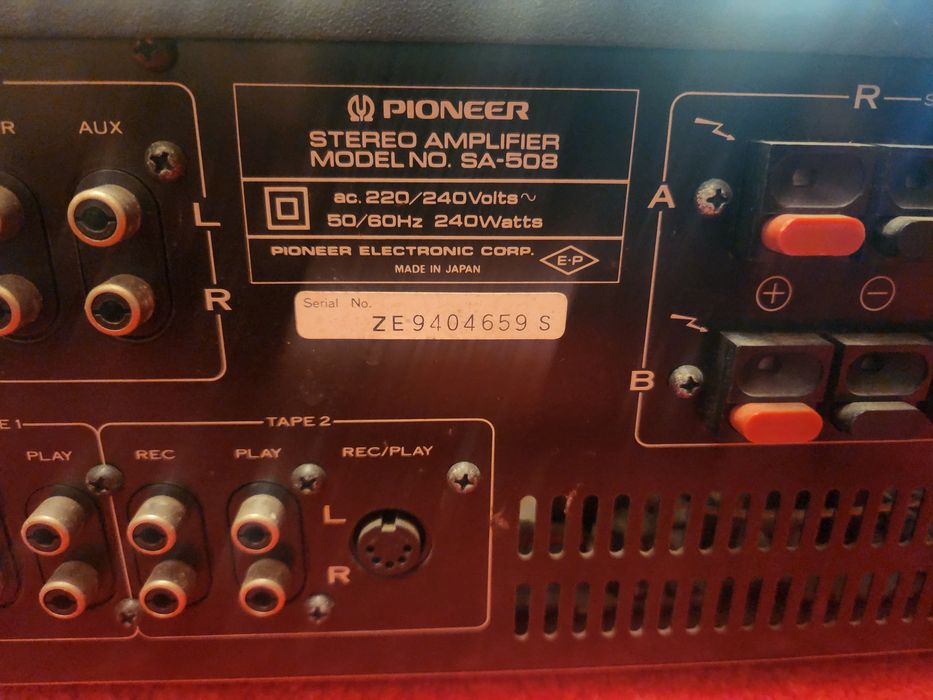 R
AUX
L
R
PIONEER
STEREO AMPLIFIER
MODEL NO. SA-508
ac. 220/240Volts~
50/60Hz 240Watts
PIONEER ELECTRONIC CORP.
MADE IN JAPAN
E·P
Serial No.
ZE9404659S
R
S
A
+
−
B
E 1
PLAY
TAPE 2
REC
PLAY
REC/PLAY
L
R